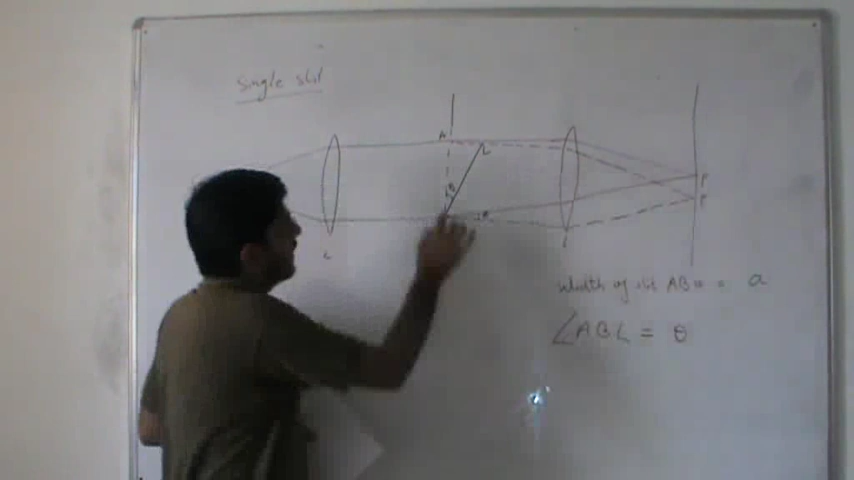 Single slit
A
L
θ
θ
P
P
L
L
width of slit AB = a
∠ABL = θ